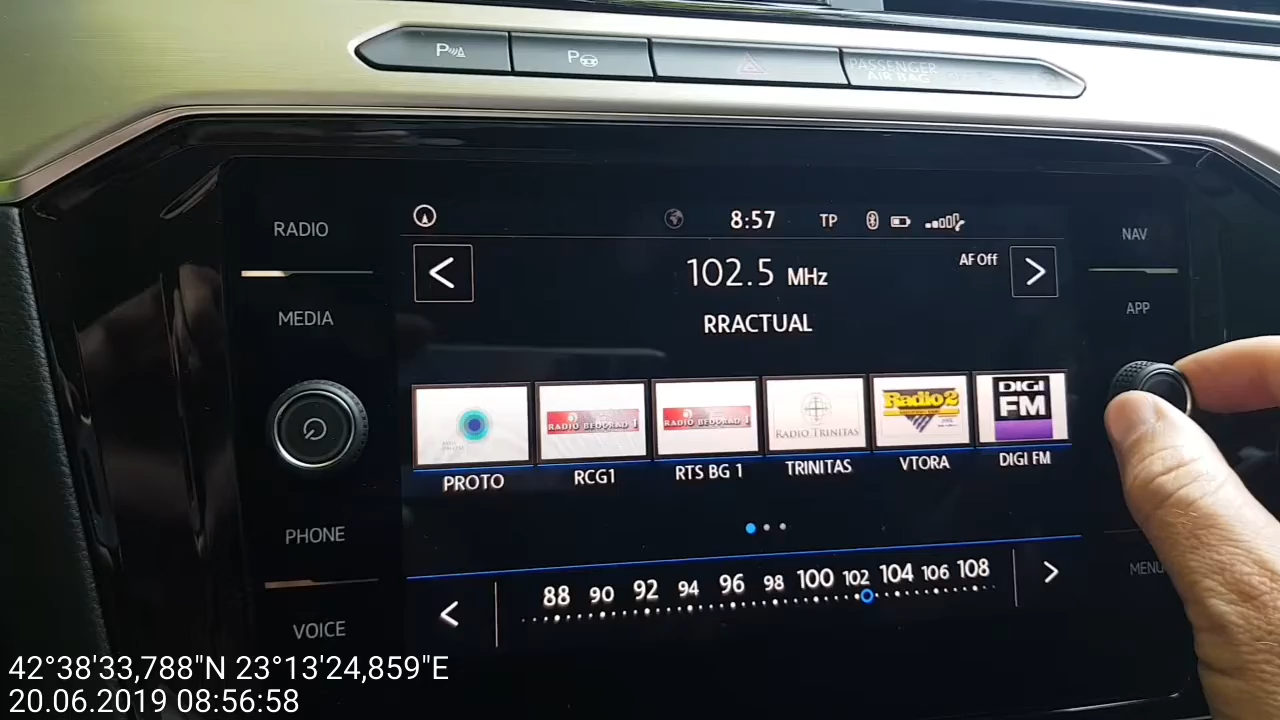 P P
PASSENGER
AIR BAG
RADIO
MEDIA
PHONE
VOICE
8:57 TP
102.5 MHz
AF Off
RRACTUAL
NAV
APP
MENU
RADIO BEOGRAD 1
RADIO BEOGRAD 1
RADIO TRINITAS
Radio 2
DIGI
FM
PROTO RCG1 RTS BG 1 TRINITAS VTORA DIGI FM
88 90 92 94 96 98 100 102 104 106 108
42°38'33,788"N 23°13'24,859"E
20.06.2019 08:56:58